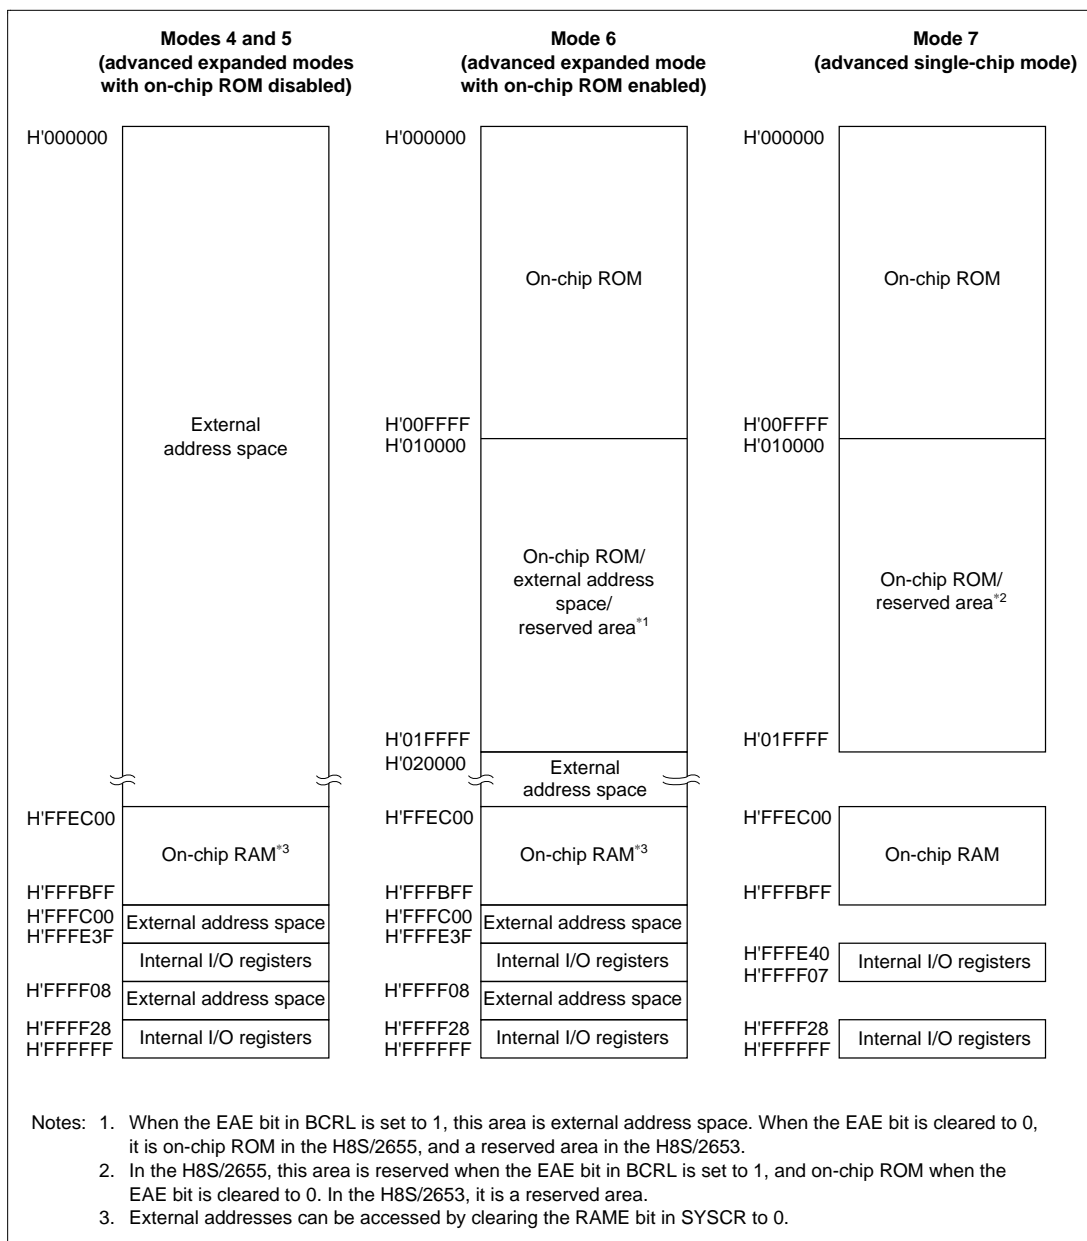 Modes 4 and 5
(advanced expanded modes
with on-chip ROM disabled)
H'000000
External
address space
H'FFEC00
On-chip RAM*3
H'FFFBFF
H'FFFC00
External address space
H'FFFE3F
Internal I/O registers
H'FFFF08
External address space
H'FFFF28
Internal I/O registers
H'FFFFFF
Mode 6
(advanced expanded mode
with on-chip ROM enabled)
H'000000
On-chip ROM
H'00FFFF
H'010000
On-chip ROM/
external address
space/
reserved area*1
H'01FFFF
H'020000
External
address space
H'FFEC00
On-chip RAM*3
H'FFFBFF
H'FFFC00
External address space
H'FFFE3F
Internal I/O registers
H'FFFF08
External address space
H'FFFF28
Internal I/O registers
H'FFFFFF
Mode 7
(advanced single-chip mode)
H'000000
On-chip ROM
H'00FFFF
H'010000
On-chip ROM/
reserved area*2
H'01FFFF
H'FFEC00
On-chip RAM
H'FFFBFF
H'FFFE40
Internal I/O registers
H'FFFF07
H'FFFF28
Internal I/O registers
H'FFFFFF
Notes: 1. When the EAE bit in BCRL is set to 1, this area is external address space. When the EAE bit is cleared to 0,
it is on-chip ROM in the H8S/2655, and a reserved area in the H8S/2653.
2. In the H8S/2655, this area is reserved when the EAE bit in BCRL is set to 1, and on-chip ROM when the
EAE bit is cleared to 0. In the H8S/2653, it is a reserved area.
3. External addresses can be accessed by clearing the RAME bit in SYSCR to 0.